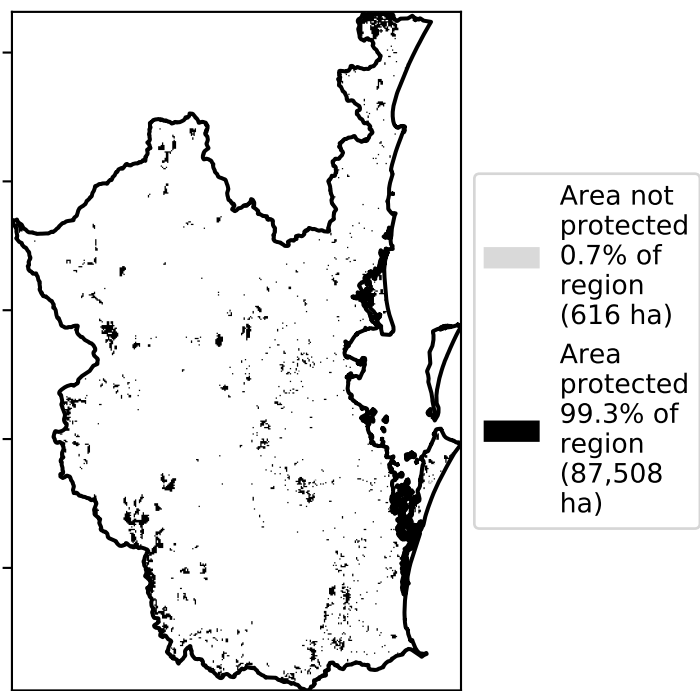 Area not
protected
0.7% of
region
(616 ha)
Area
protected
99.3% of
region
(87,508
ha)